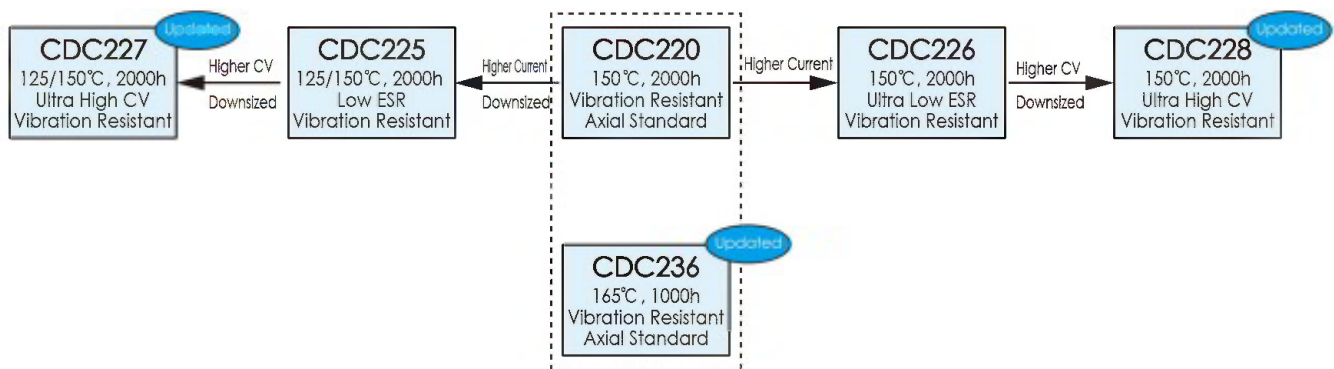 Updated
CDC227
125/150℃, 2000h
Ultra High CV
Vibration Resistant
Higher CV
Downsized
CDC225
125/150℃, 2000h
Low ESR
Vibration Resistant
Higher Current
Downsized
CDC220
150℃, 2000h
Vibration Resistant
Axial Standard
Higher Current
CDC226
150℃, 2000h
Ultra Low ESR
Vibration Resistant
Higher CV
Downsized
Updated
CDC228
150℃, 2000h
Ultra High CV
Vibration Resistant
Updated
CDC236
165℃, 1000h
Vibration Resistant
Axial Standard